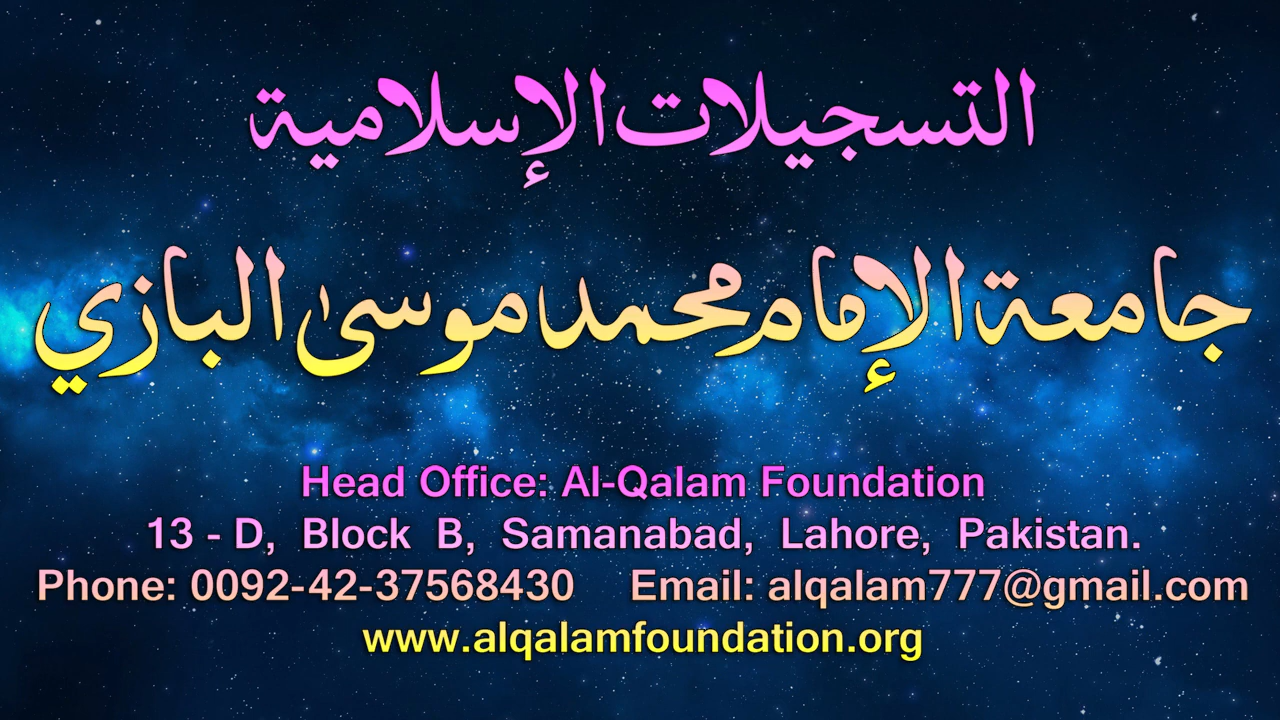 التسجيلات الإسلامية
جامعة الإمام محمد موسىٰ البازي
Head Office: Al-Qalam Foundation
13 - D, Block B, Samanabad, Lahore, Pakistan.
Phone: 0092-42-37568430 Email: alqalam777@gmail.com
www.alqalamfoundation.org